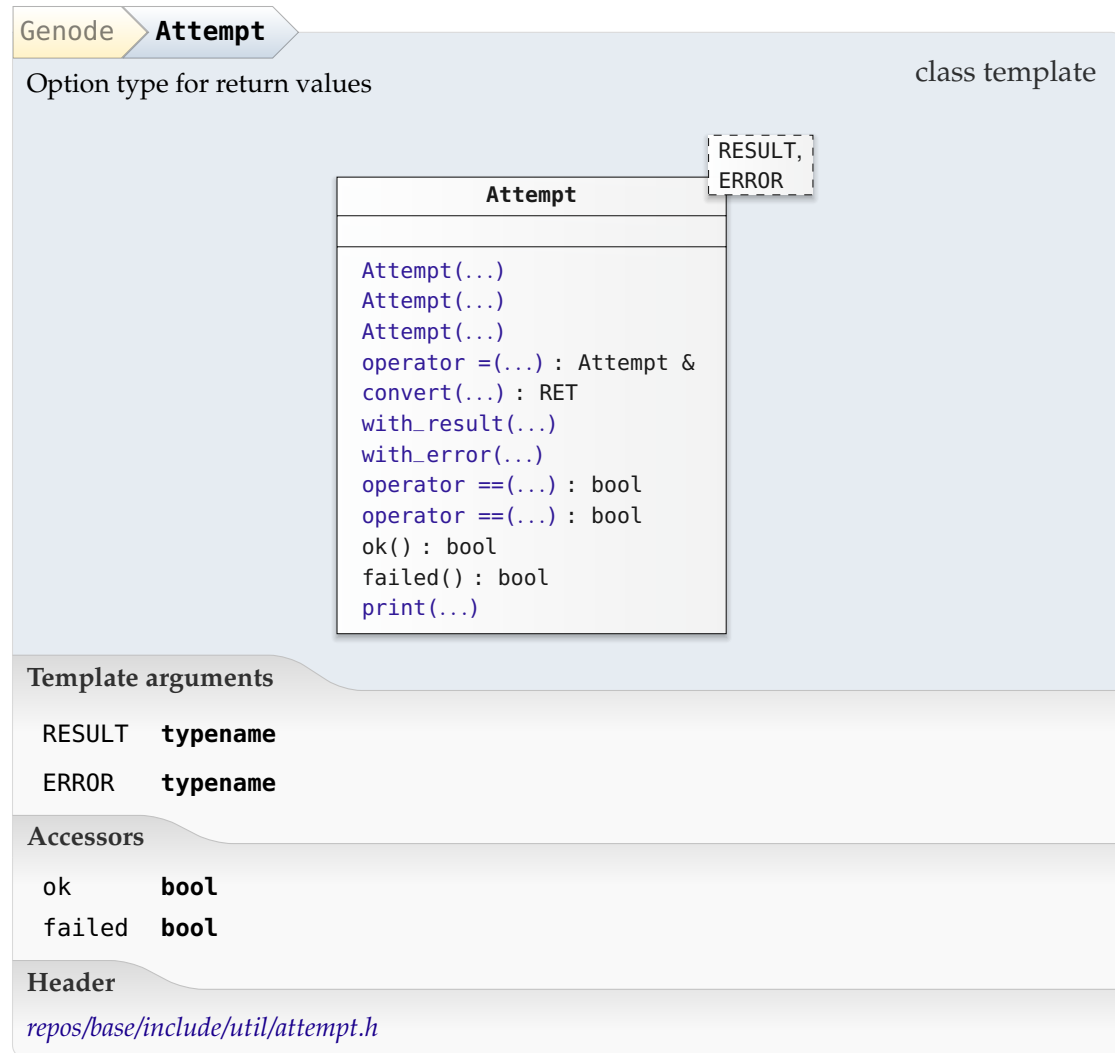 Genode Attempt
Option type for return values
class template
RESULT,
ERROR
Attempt
Attempt(...)
Attempt(...)
Attempt(...)
operator =(...) : Attempt &
convert(...) : RET
with_result(...)
with_error(...)
operator ==(...) : bool
operator ==(...) : bool
ok() : bool
failed() : bool
print(...)
Template arguments
RESULT typename
ERROR typename
Accessors
ok bool
failed bool
Header
repos/base/include/util/attempt.h